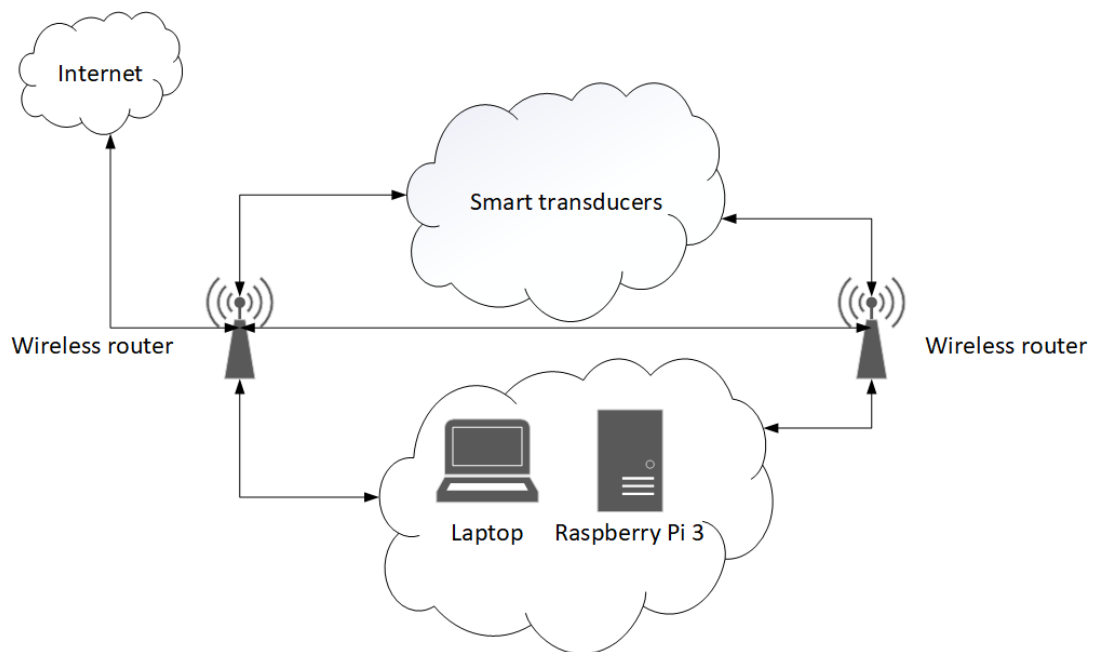 Internet
Smart transducers
Wireless router
Wireless router
Laptop
Raspberry Pi 3